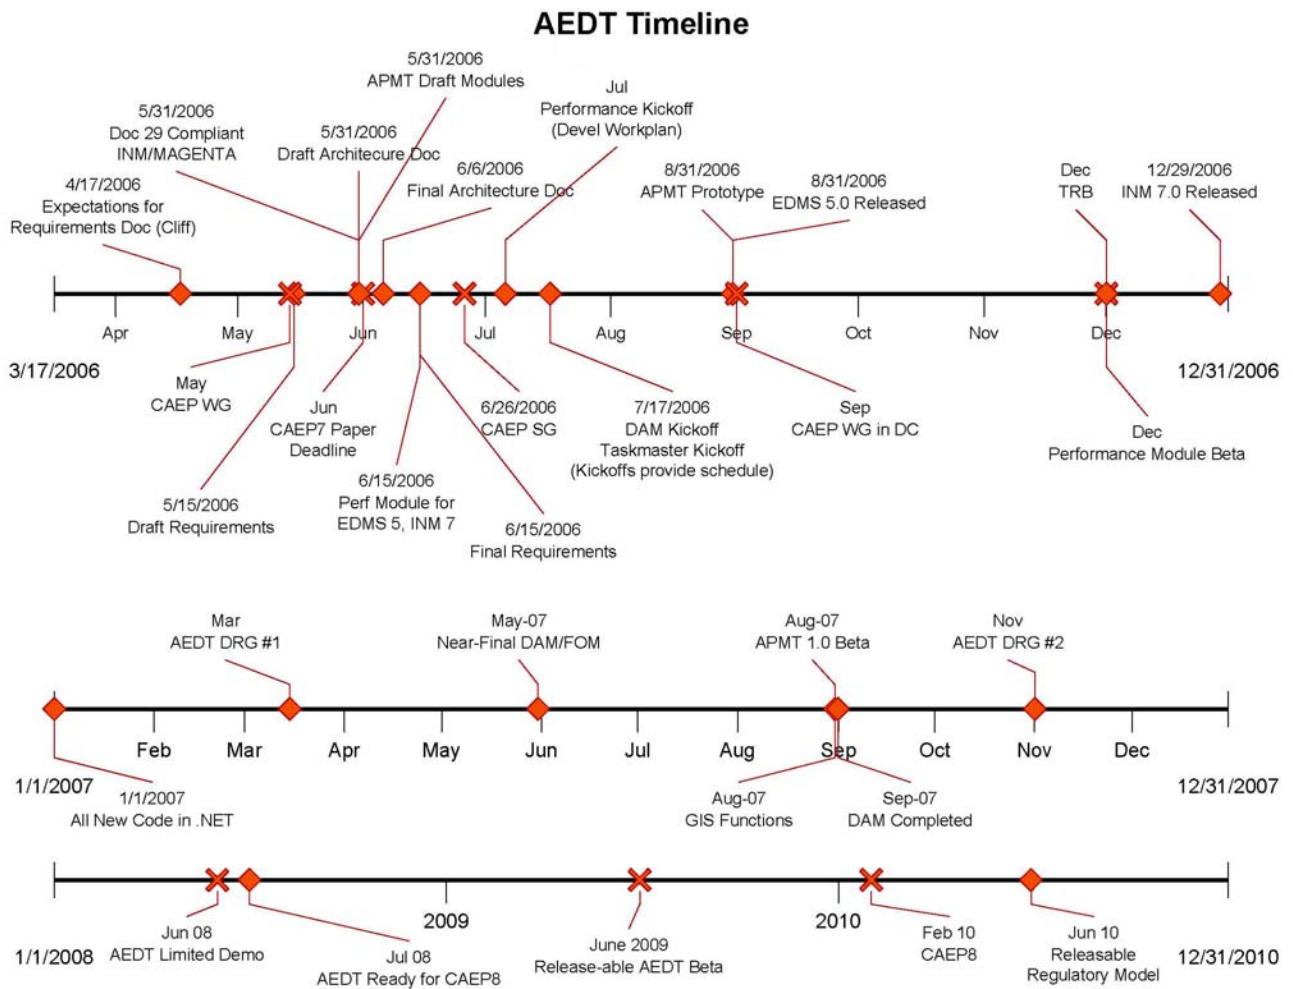 AEDT Timeline
5/31/2006
APMT Draft Modules
5/31/2006
Doc 29 Compliant
INM/MAGENTA
5/31/2006
Draft Architecure Doc
Jul
Performance Kickoff
(Devel Workplan)
4/17/2006
Expectations for
Requirements Doc (Cliff)
6/6/2006
Final Architecture Doc
8/31/2006
APMT Prototype
8/31/2006
EDMS 5.0 Released
Dec
TRB
12/29/2006
INM 7.0 Released
Apr
May
Jun
Jul
Aug
Sep
Oct
Nov
Dec
3/17/2006
12/31/2006
May
CAEP WG
Jun
CAEP7 Paper
Deadline
6/26/2006
CAEP SG
7/17/2006
DAM Kickoff
Taskmaster Kickoff
(Kickoffs provide schedule)
Sep
CAEP WG in DC
Dec
Performance Module Beta
5/15/2006
Draft Requirements
6/15/2006
Perf Module for
EDMS 5, INM 7
6/15/2006
Final Requirements
Mar
AEDT DRG #1
May-07
Near-Final DAM/FOM
Aug-07
APMT 1.0 Beta
Nov
AEDT DRG #2
Feb
Mar
Apr
May
Jun
Jul
Aug
Sep
Oct
Nov
Dec
1/1/2007
12/31/2007
1/1/2007
All New Code in .NET
Aug-07
GIS Functions
Sep-07
DAM Completed
2009
2010
1/1/2008
12/31/2010
Jun 08
AEDT Limited Demo
Jul 08
AEDT Ready for CAEP8
June 2009
Release-able AEDT Beta
Feb 10
CAEP8
Jun 10
Releasable
Regulatory Model